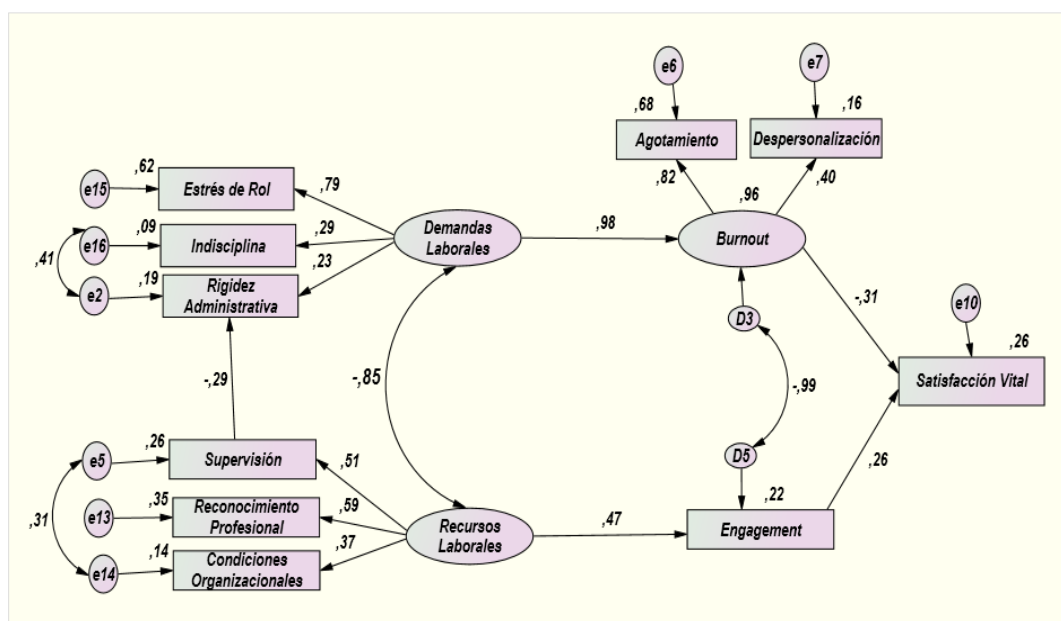 e6
e7
,68
,16
Agotamiento
Despersonalización
,82
,40
,96
,62
e15
Estrés de Rol
,79
,09
e16
Indisciplina
,29
,41
,19
e2
Rigidez
Administrativa
,23
Demandas
Laborales
,98
Burnout
D3
-,31
e10
,26
Satisfacción Vital
-,29
-,85
-,99
D5
,26
e5
,26
Supervisión
,51
,31
,35
e13
Reconocimiento
Profesional
,59
,14
e14
Condiciones
Organizacionales
,37
Recursos
Laborales
,47
,22
Engagement